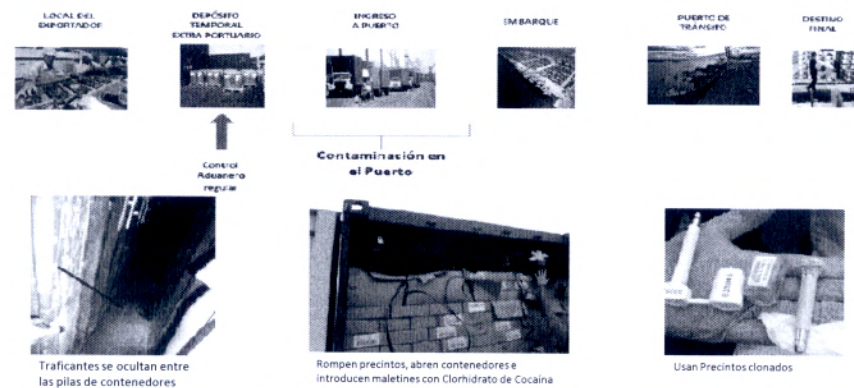 LOCAL DEL
EXPORTADOR
DEPÓSITO
TEMPORAL
EXTRA PORTUARIO
INGRESO
A PUERTO
EMBARQUE
PUERTO DE
TRÁNSITO
DESTINO
FINAL
Control
Aduanero
regular
Contaminación en
el Puerto
Traficantes se ocultan entre
las pilas de contenedores
Rompen precintos, abren contenedores e
introducen maletines con Clorhidrato de Cocaína
Usan Precintos clonados